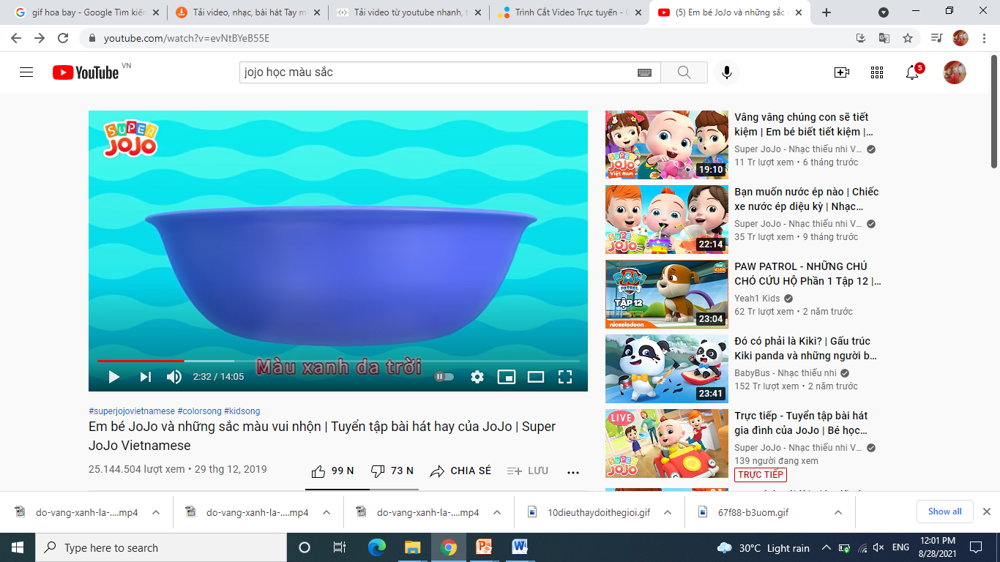 gif hoa bay - Google Tìm kiếm
Tải video, nhạc, bài hát Tay m
Tải video từ youtube nhanh, t
Trình Cắt Video Trực tuyến - C
(5) Em bé JoJo và những sắc
youtube.com/watch?v=evNtBYeB55E
YouTube VN
jojo học màu sắc
5
SUPER
JOJO
Màu xanh da trời
2:32 / 14:05
#superjojovietnamese #colorsong #kidsong
Em bé JoJo và những sắc màu vui nhộn | Tuyển tập bài hát hay của JoJo | Super
JoJo Vietnamese
25.144.504 lượt xem • 29 thg 12, 2019
99 N
73 N
CHIA SẺ
LƯU
SUPER
JOJO
Việt Nam
19:10
Vâng vâng chúng con sẽ tiết
kiệm | Em bé biết tiết kiệm |...
Super JoJo - Nhạc thiếu nhi V...
11 Tr lượt xem • 6 tháng trước
SUPER
JOJO
22:14
Bạn muốn nước ép nào | Chiếc
xe nước ép diệu kỳ | Nhạc...
Super JoJo - Nhạc thiếu nhi V...
35 Tr lượt xem • 9 tháng trước
PAW
PATROL
TẬP 12
nickelodeon
KIDS
23:04
PAW PATROL - NHỮNG CHÚ
CHÓ CỨU HỘ Phần 1 Tập 12 |...
Yeah1 Kids
62 Tr lượt xem • 2 năm trước
23:41
Đó có phải là Kiki? | Gấu trúc
Kiki panda và những người b...
BabyBus - Nhạc thiếu nhi
152 Tr lượt xem • 2 năm trước
LIVE
SUPER
JOJO
Trực tiếp - Tuyển tập bài hát
gia đình của JoJo | Bé học...
Super JoJo - Nhạc thiếu nhi V...
139 người đang xem
TRỰC TIẾP
do-vang-xanh-la-....mp4
do-vang-xanh-la-....mp4
do-vang-xanh-la-....mp4
10dieuthaydoithegioi.gif
67f88-b3uom.gif
Show all
Type here to search
30°C Light rain
ENG
12:01 PM
8/28/2021